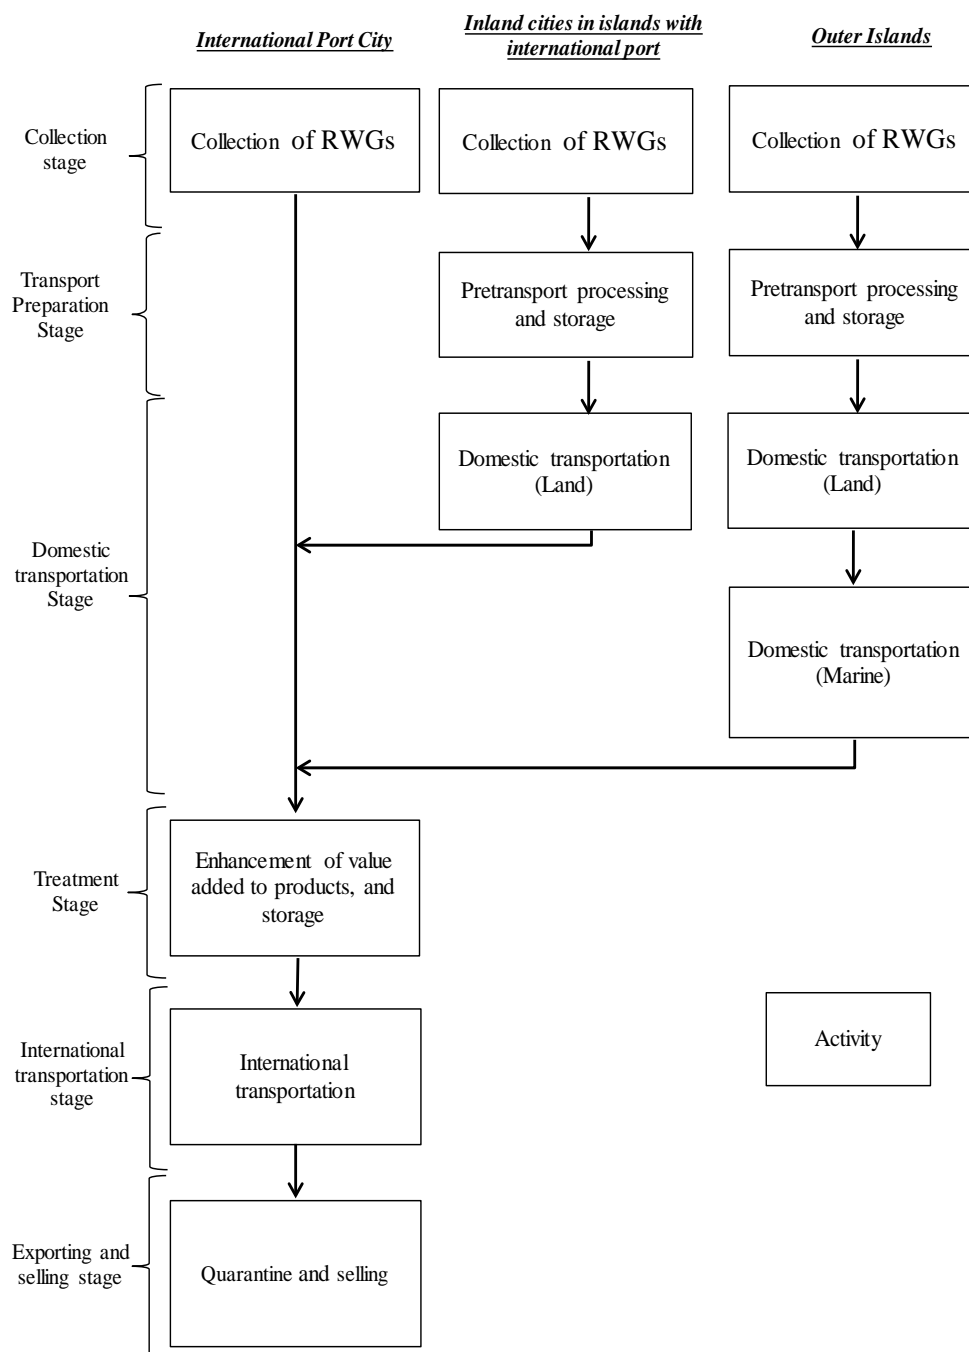 International Port City
Inland cities in islands with
international port
Outer Islands
Collection
stage
Collection of RWGs
Collection of RWGs
Collection of RWGs
Transport
Preparation
Stage
Pretransport processing
and storage
Pretransport processing
and storage
Domestic transportation
(Land)
Domestic transportation
(Land)
Domestic
transportation
Stage
Domestic transportation
(Marine)
Treatment
Stage
Enhancement of value
added to products, and
storage
International
transportation
stage
International
transportation
Activity
Exporting and
selling stage
Quarantine and selling